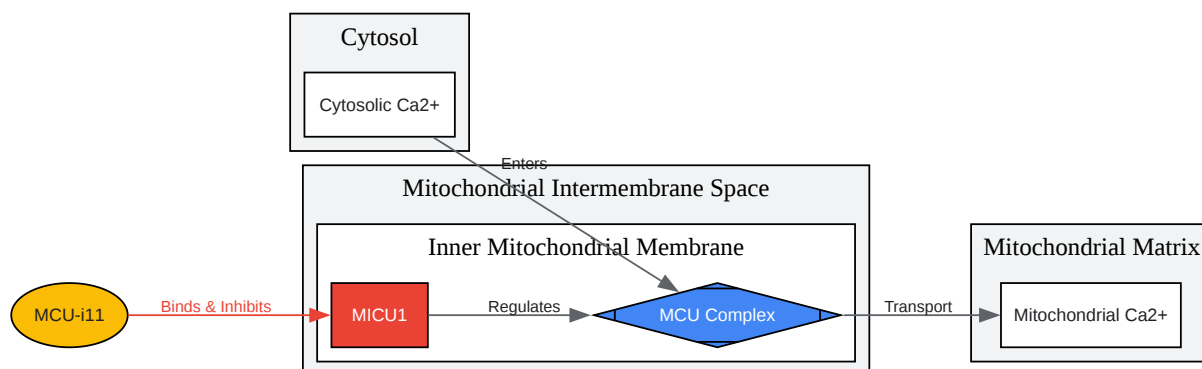 Cytosol
Cytosolic Ca2+
Enters
Mitochondrial Intermembrane Space
Inner Mitochondrial Membrane
Mitochondrial Matrix
MCU-i11
Binds & Inhibits
MICU1
Regulates
MCU Complex
Transport
Mitochondrial Ca2+